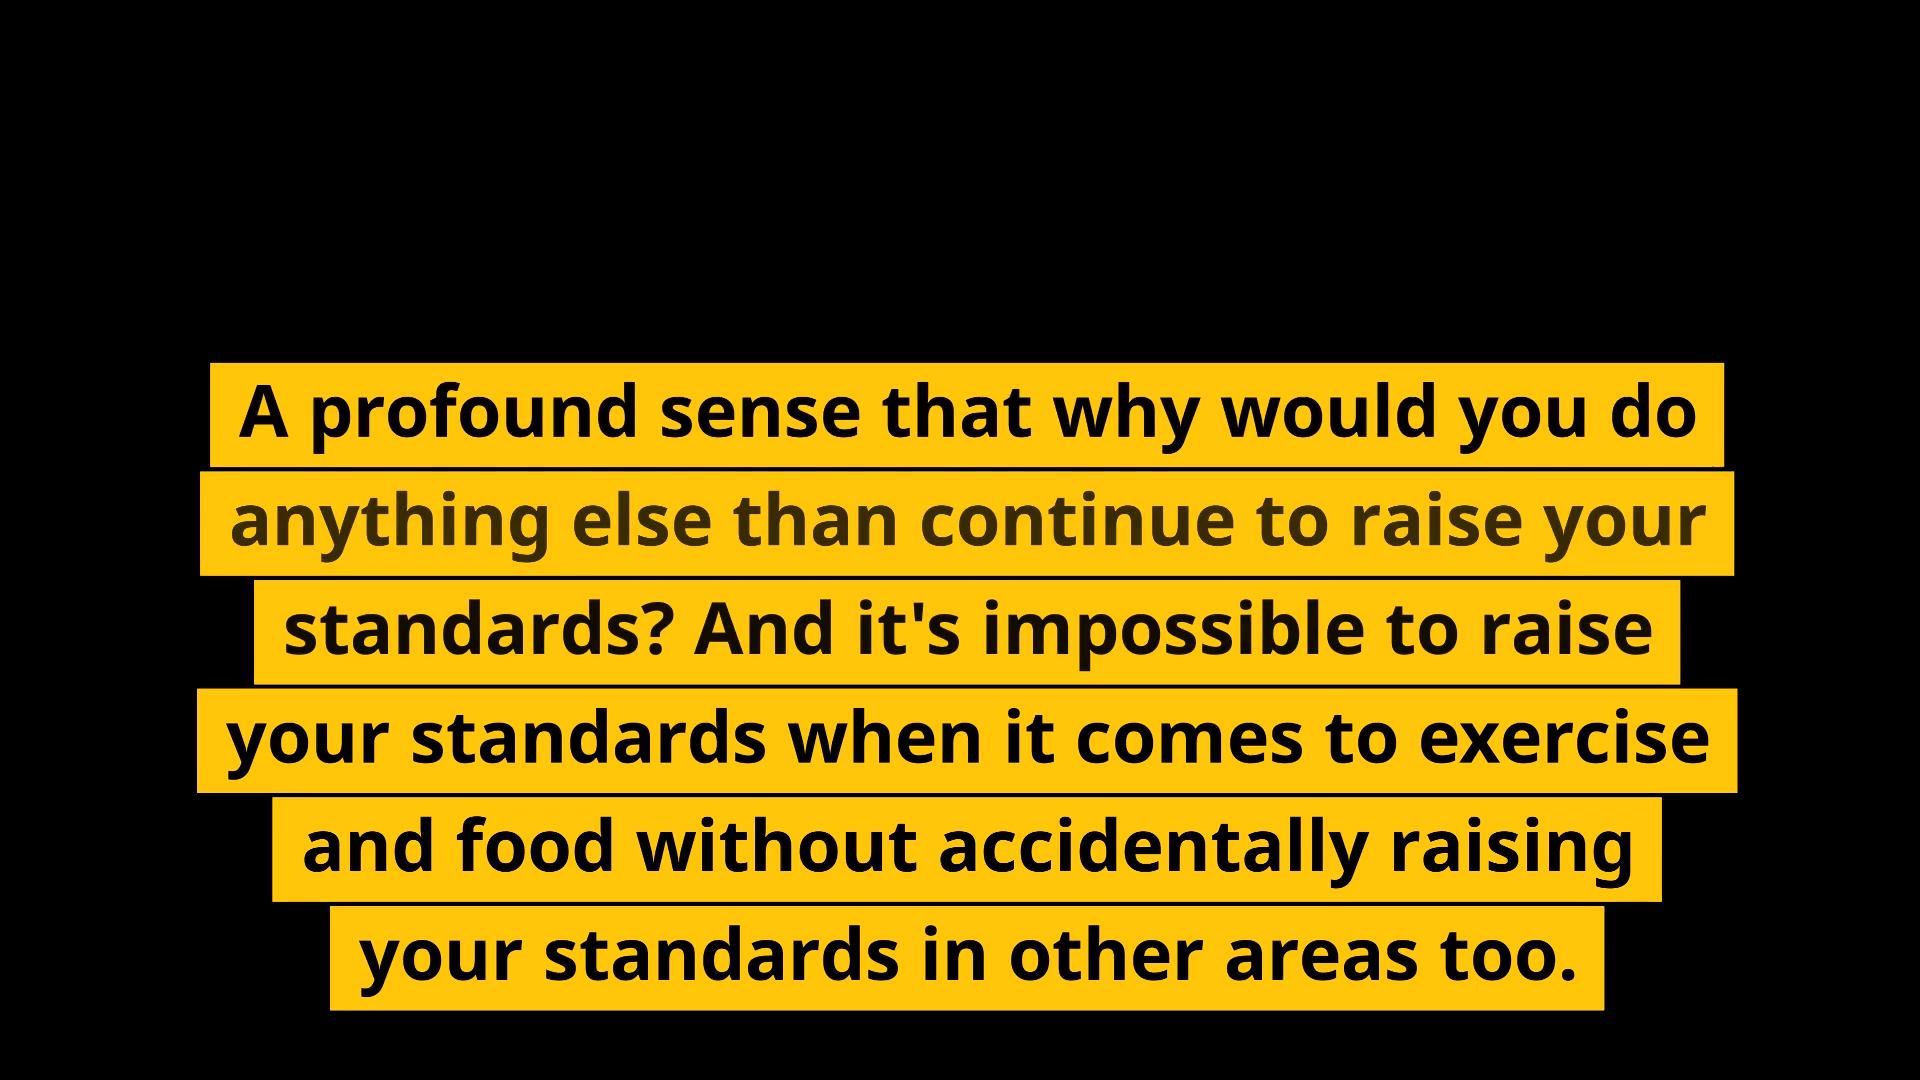 A profound sense that why would you do
anything else than continue to raise your
standards? And it's impossible to raise
your standards when it comes to exercise
and food without accidentally raising
your standards in other areas too.